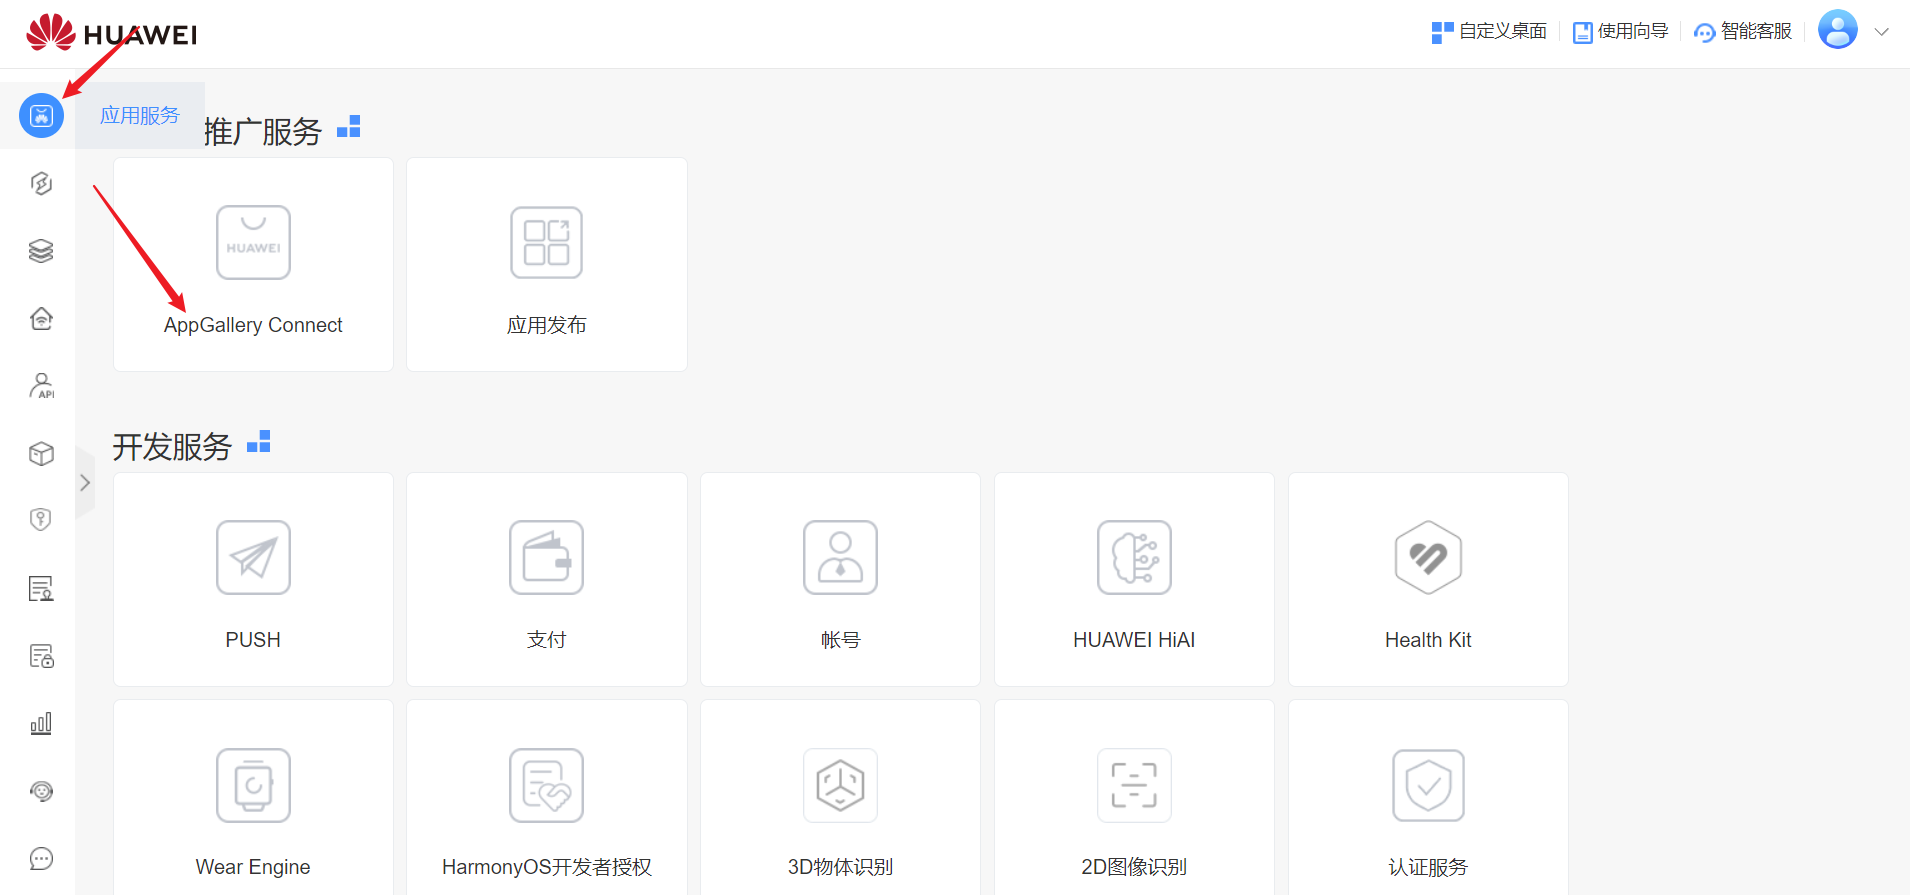 HUAWEI
自定义桌面
使用向导
智能客服
应用服务
推广服务
HUAWEI
AppGallery Connect
应用发布
API
开发服务
PUSH
支付
帐号
HUAWEI HiAI
Health Kit
Wear Engine
HarmonyOS开发者授权
3D物体识别
2D图像识别
认证服务